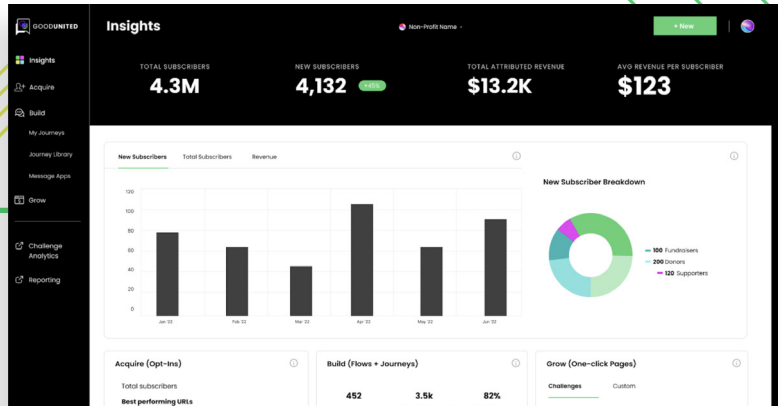 GOODUNITED
Insights
Non-Profit Name
+ New
Insights
Acquire
Build
My Journeys
Journey Library
Message Apps
Grow
Challenge
Analytics
Reporting
TOTAL SUBSCRIBERS
4.3M
NEW SUBSCRIBERS
4,132 +45%
TOTAL ATTRIBUTED REVENUE
$13.2K
AVG REVENUE PER SUBSCRIBER
$123
New Subscribers Total Subscribers Revenue
120
100
80
60
40
20
0
Jan '22 Feb '22 Mar '22 Apr '22 May '22 Jun '22
New Subscriber Breakdown
100 Fundraisers
200 Donors
120 Supporters
Acquire (Opt-Ins)
Total subscribers
Best performing URLs
Build (Flows + Journeys)
452 3.5k 82%
Grow (One-click Pages)
Challenges Custom